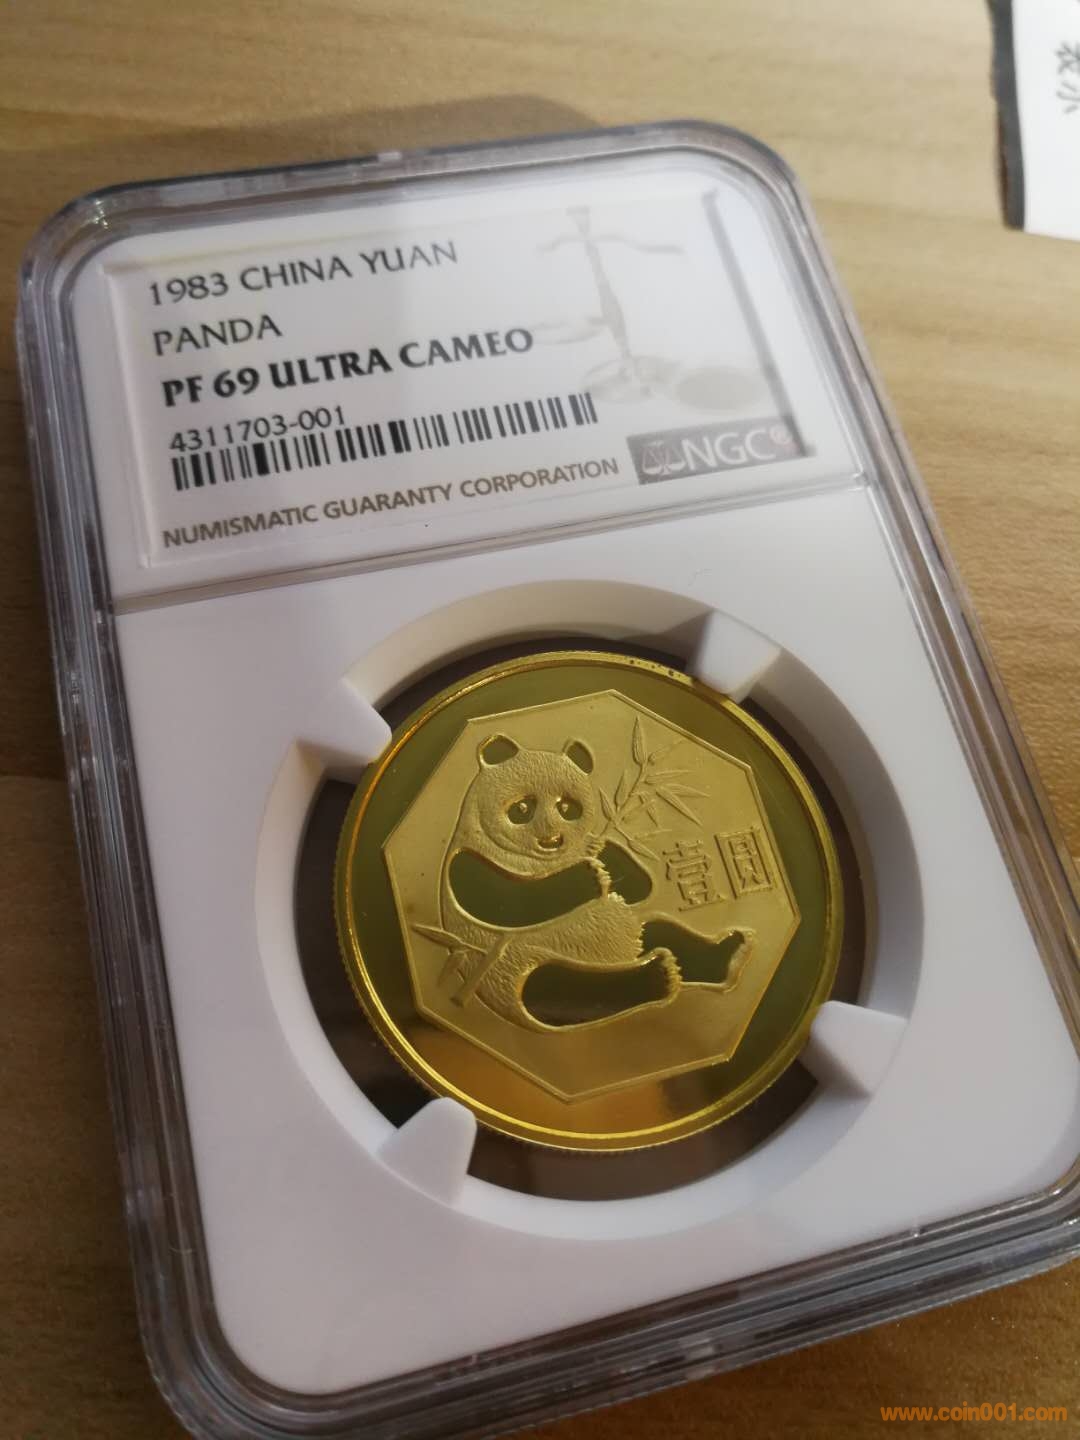 1983 CHINA YUAN
PANDA
PF 69 ULTRA CAMEO
4311703-001
NGC®
NUMISMATIC GUARANTY CORPORATION
壹圆
www.coin001.com